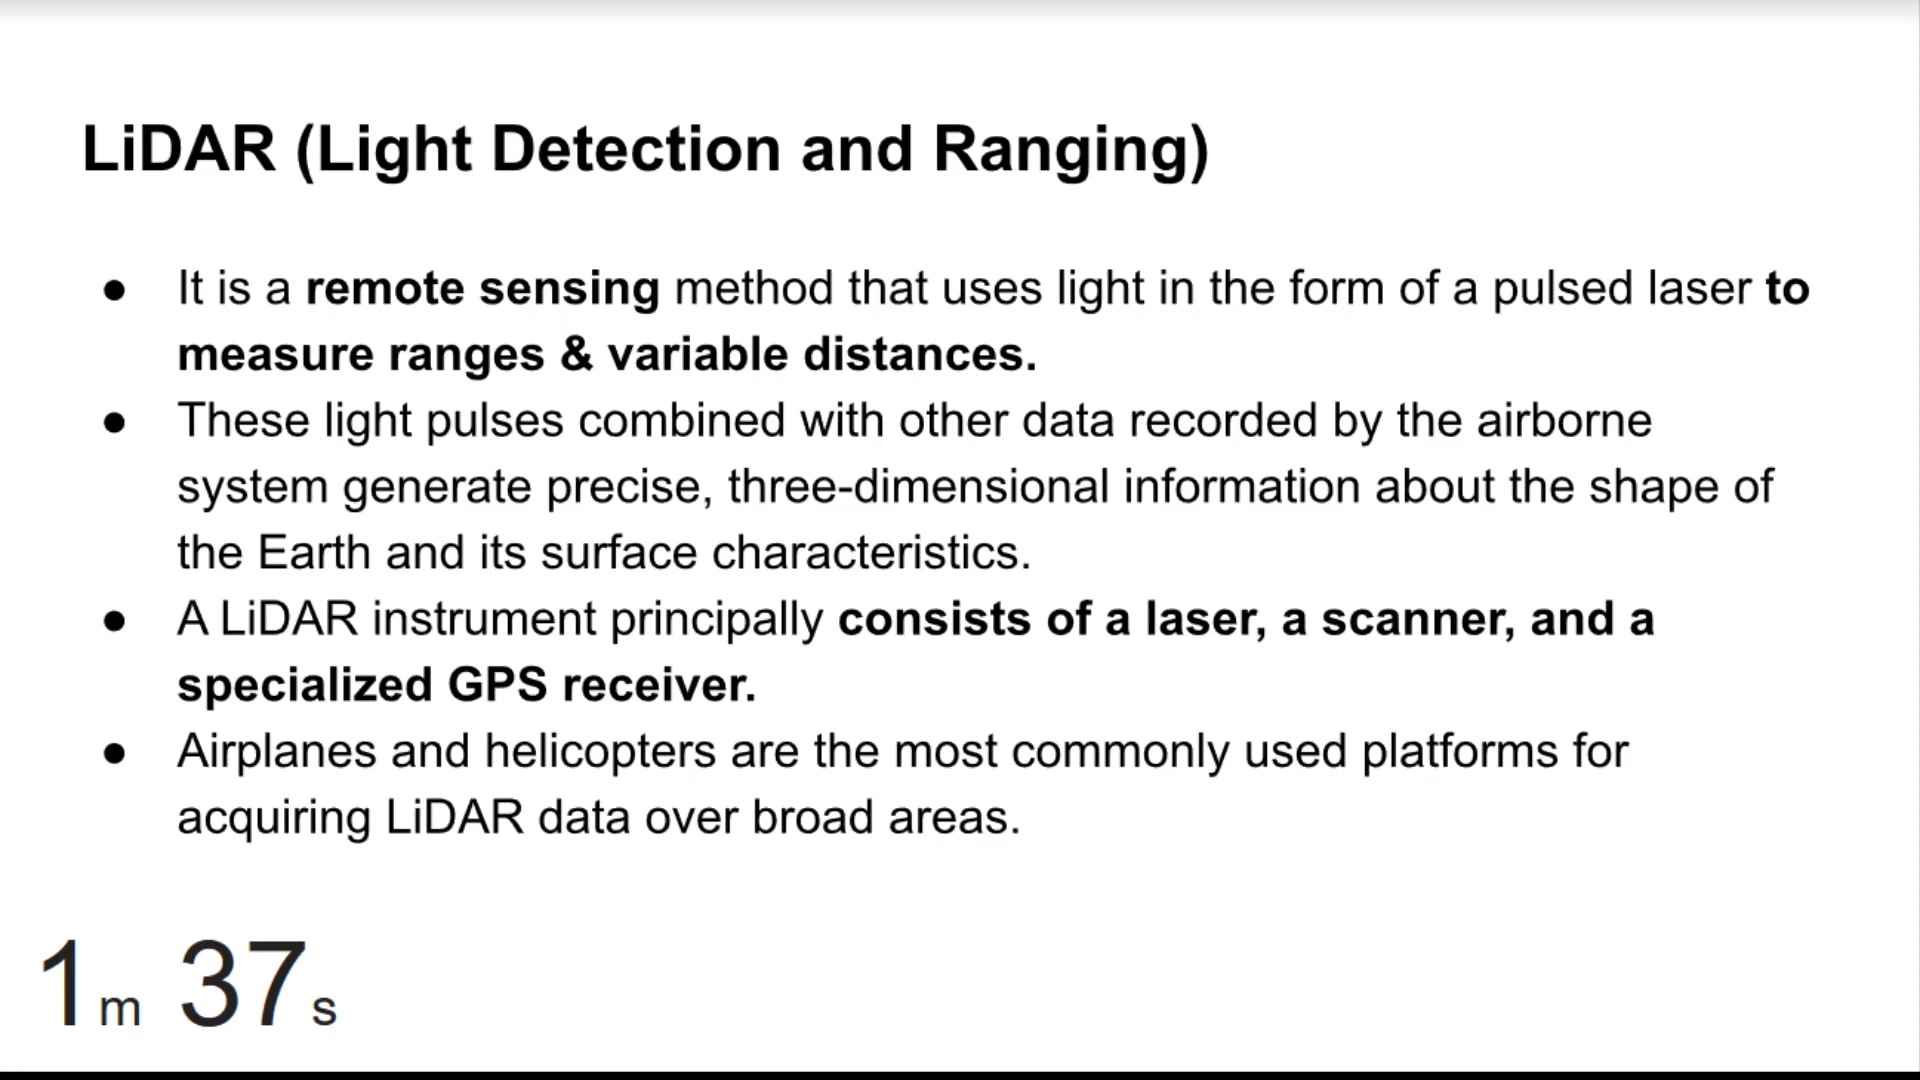 LiDAR (Light Detection and Ranging)
● It is a remote sensing method that uses light in the form of a pulsed laser to
measure ranges & variable distances.
● These light pulses combined with other data recorded by the airborne
system generate precise, three-dimensional information about the shape of
the Earth and its surface characteristics.
● A LiDAR instrument principally consists of a laser, a scanner, and a
specialized GPS receiver.
● Airplanes and helicopters are the most commonly used platforms for
acquiring LiDAR data over broad areas.
1m 37s